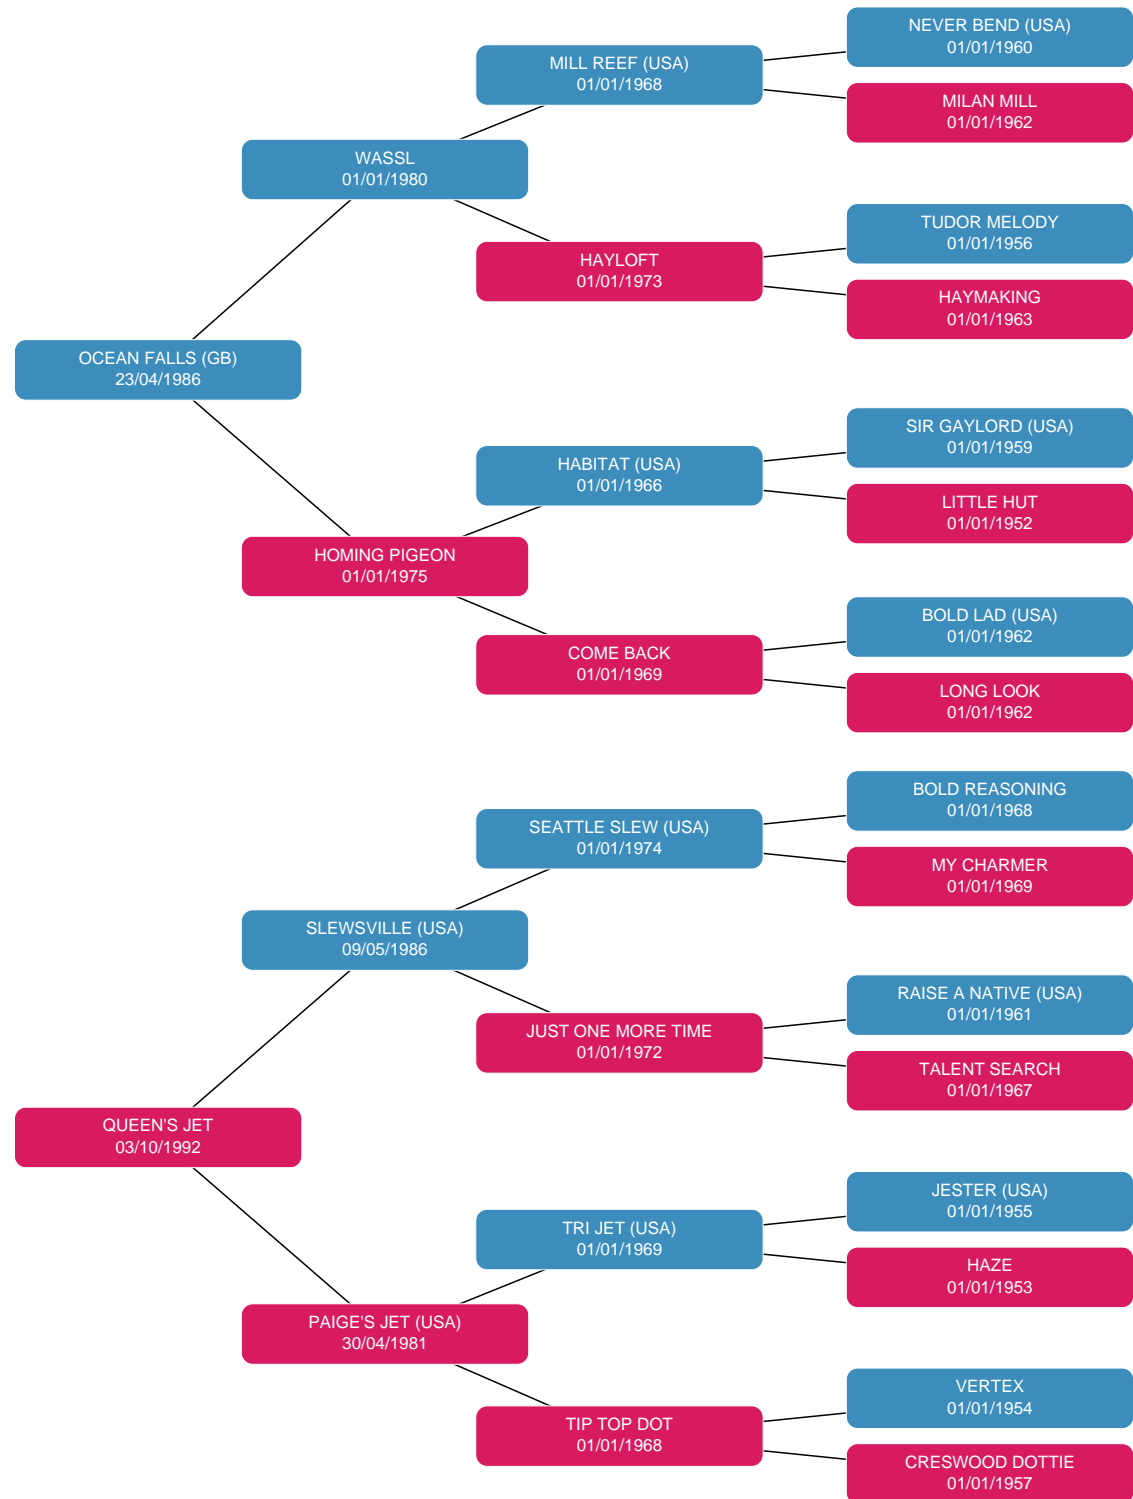 NEVER BEND (USA)
01/01/1960
MILL REEF (USA)
01/01/1968
MILAN MILL
01/01/1962
WASSL
01/01/1980
TUDOR MELODY
01/01/1956
HAYLOFT
01/01/1973
HAYMAKING
01/01/1963
OCEAN FALLS (GB)
23/04/1986
SIR GAYLORD (USA)
01/01/1959
HABITAT (USA)
01/01/1966
LITTLE HUT
01/01/1952
HOMING PIGEON
01/01/1975
BOLD LAD (USA)
01/01/1962
COME BACK
01/01/1969
LONG LOOK
01/01/1962
BOLD REASONING
01/01/1968
SEATTLE SLEW (USA)
01/01/1974
MY CHARMER
01/01/1969
SLEWSVILLE (USA)
09/05/1986
RAISE A NATIVE (USA)
01/01/1961
JUST ONE MORE TIME
01/01/1972
TALENT SEARCH
01/01/1967
QUEEN'S JET
03/10/1992
JESTER (USA)
01/01/1955
TRI JET (USA)
01/01/1969
HAZE
01/01/1953
PAIGE'S JET (USA)
30/04/1981
VERTEX
01/01/1954
TIP TOP DOT
01/01/1968
CRESWOOD DOTTIE
01/01/1957